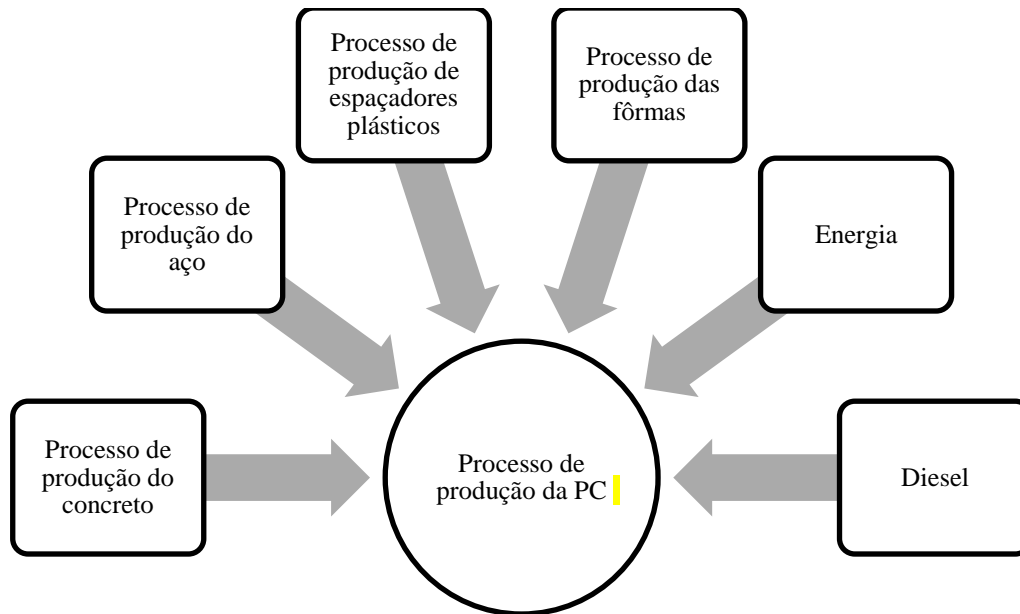 Processo de
produção de
espaçadores
plásticos
Processo de
produção das
fôrmas
Processo de
produção do
aço
Energia
Processo de
produção do
concreto
Processo de
produção da PC
Diesel